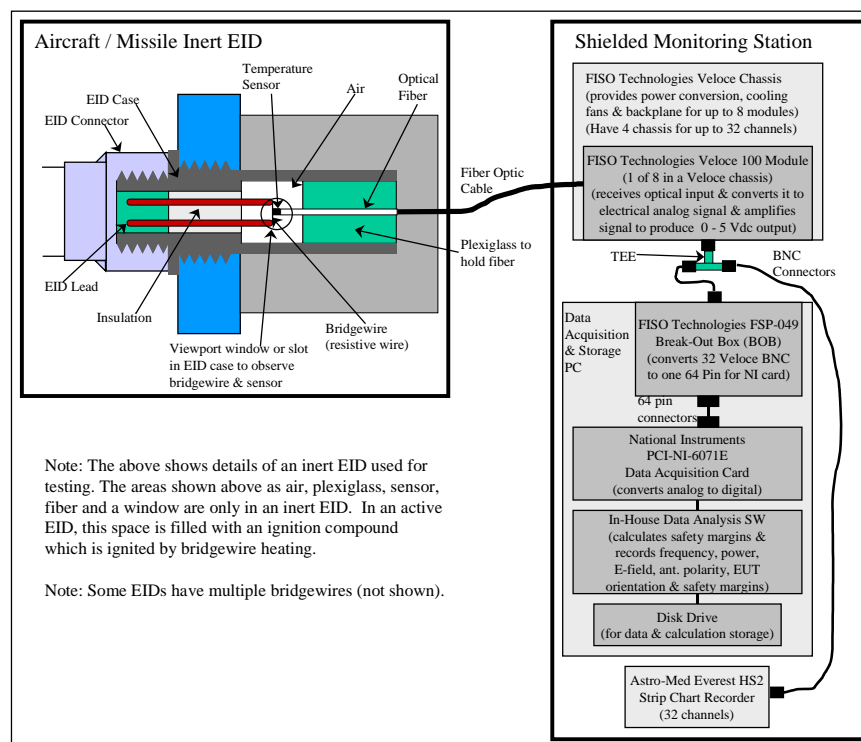 Aircraft / Missile Inert EID
Temperature
Sensor
Air
Optical
Fiber
EID Case
EID Connector
Fiber Optic
Cable
EID Lead
Insulation
Plexiglass to
hold fiber
Bridgewire
(resistive wire)
Viewport window or slot
in EID case to observe
bridgewire & sensor
Note: The above shows details of an inert EID used for
testing. The areas shown above as air, plexiglass, sensor,
fiber and a window are only in an inert EID.  In an active
EID, this space is filled with an ignition compound
which is ignited by bridgewire heating.
Note: Some EIDs have multiple bridgewires (not shown).
Shielded Monitoring Station
FISO Technologies Veloce Chassis
(provides power conversion, cooling
fans & backplane for up to 8 modules)
(Have 4 chassis for up to 32 channels)
FISO Technologies Veloce 100 Module
(1 of 8 in a Veloce chassis)
(receives optical input & converts it to
electrical analog signal & amplifies
signal to produce  0 - 5 Vdc output)
TEE
BNC
Connectors
Data
Acquisition
& Storage
PC
FISO Technologies FSP-049
Break-Out Box (BOB)
(converts 32 Veloce BNC
to one 64 Pin for NI card)
64 pin
connectors
National Instruments
PCI-NI-6071E
Data Acquisition Card
(converts analog to digital)
In-House Data Analysis SW
(calculates safety margins &
records frequency, power,
E-field, ant. polarity, EUT
orientation & safety margins)
Disk Drive
(for data & calculation storage)
Astro-Med Everest HS2
Strip Chart Recorder
(32 channels)